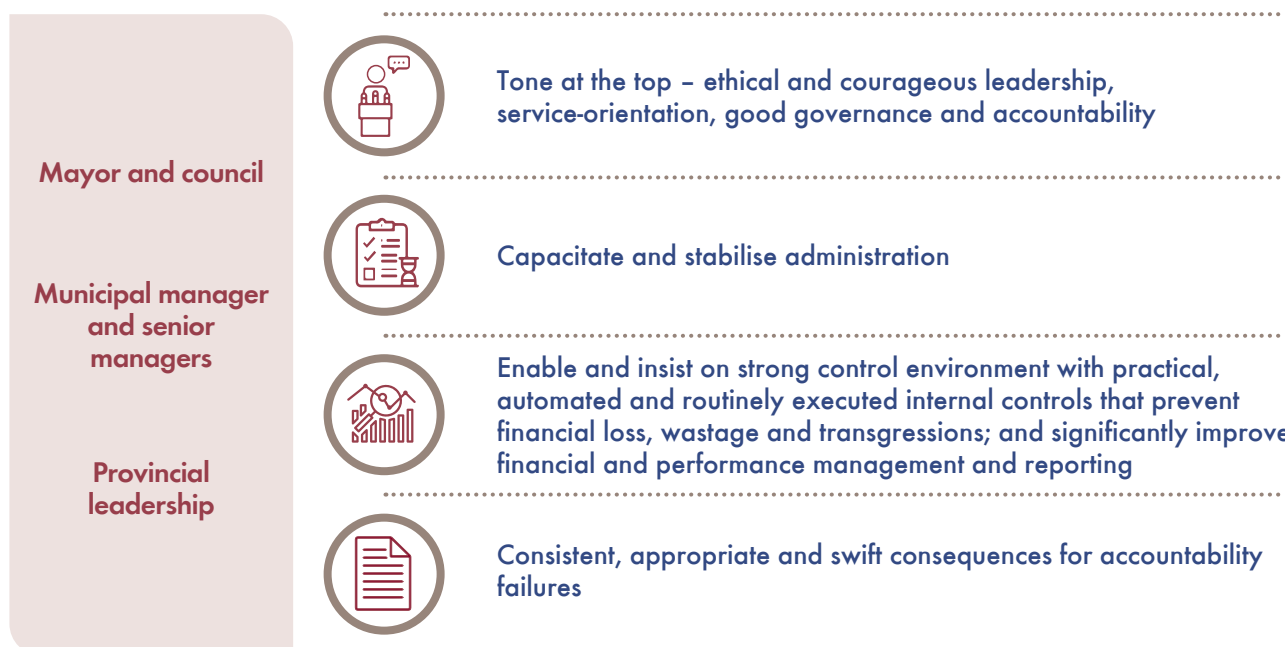 Mayor and council
Municipal manager
and senior
managers
Provincial
leadership
Tone at the top – ethical and courageous leadership,
service-orientation, good governance and accountability
Capacitate and stabilise administration
Enable and insist on strong control environment with practical,
automated and routinely executed internal controls that prevent
financial loss, wastage and transgressions; and significantly improve
financial and performance management and reporting
Consistent, appropriate and swift consequences for accountability
failures